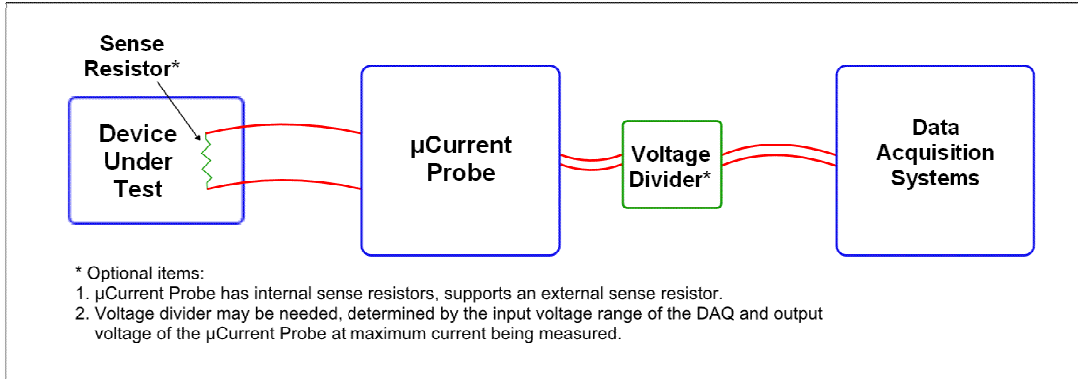 Sense
Resistor*
Device
Under
Test
µCurrent
Probe
Voltage
Divider*
Data
Acquisition
Systems
* Optional items:
1. µCurrent Probe has internal sense resistors, supports an external sense resistor.
2. Voltage divider may be needed, determined by the input voltage range of the DAQ and output
voltage of the µCurrent Probe at maximum current being measured.